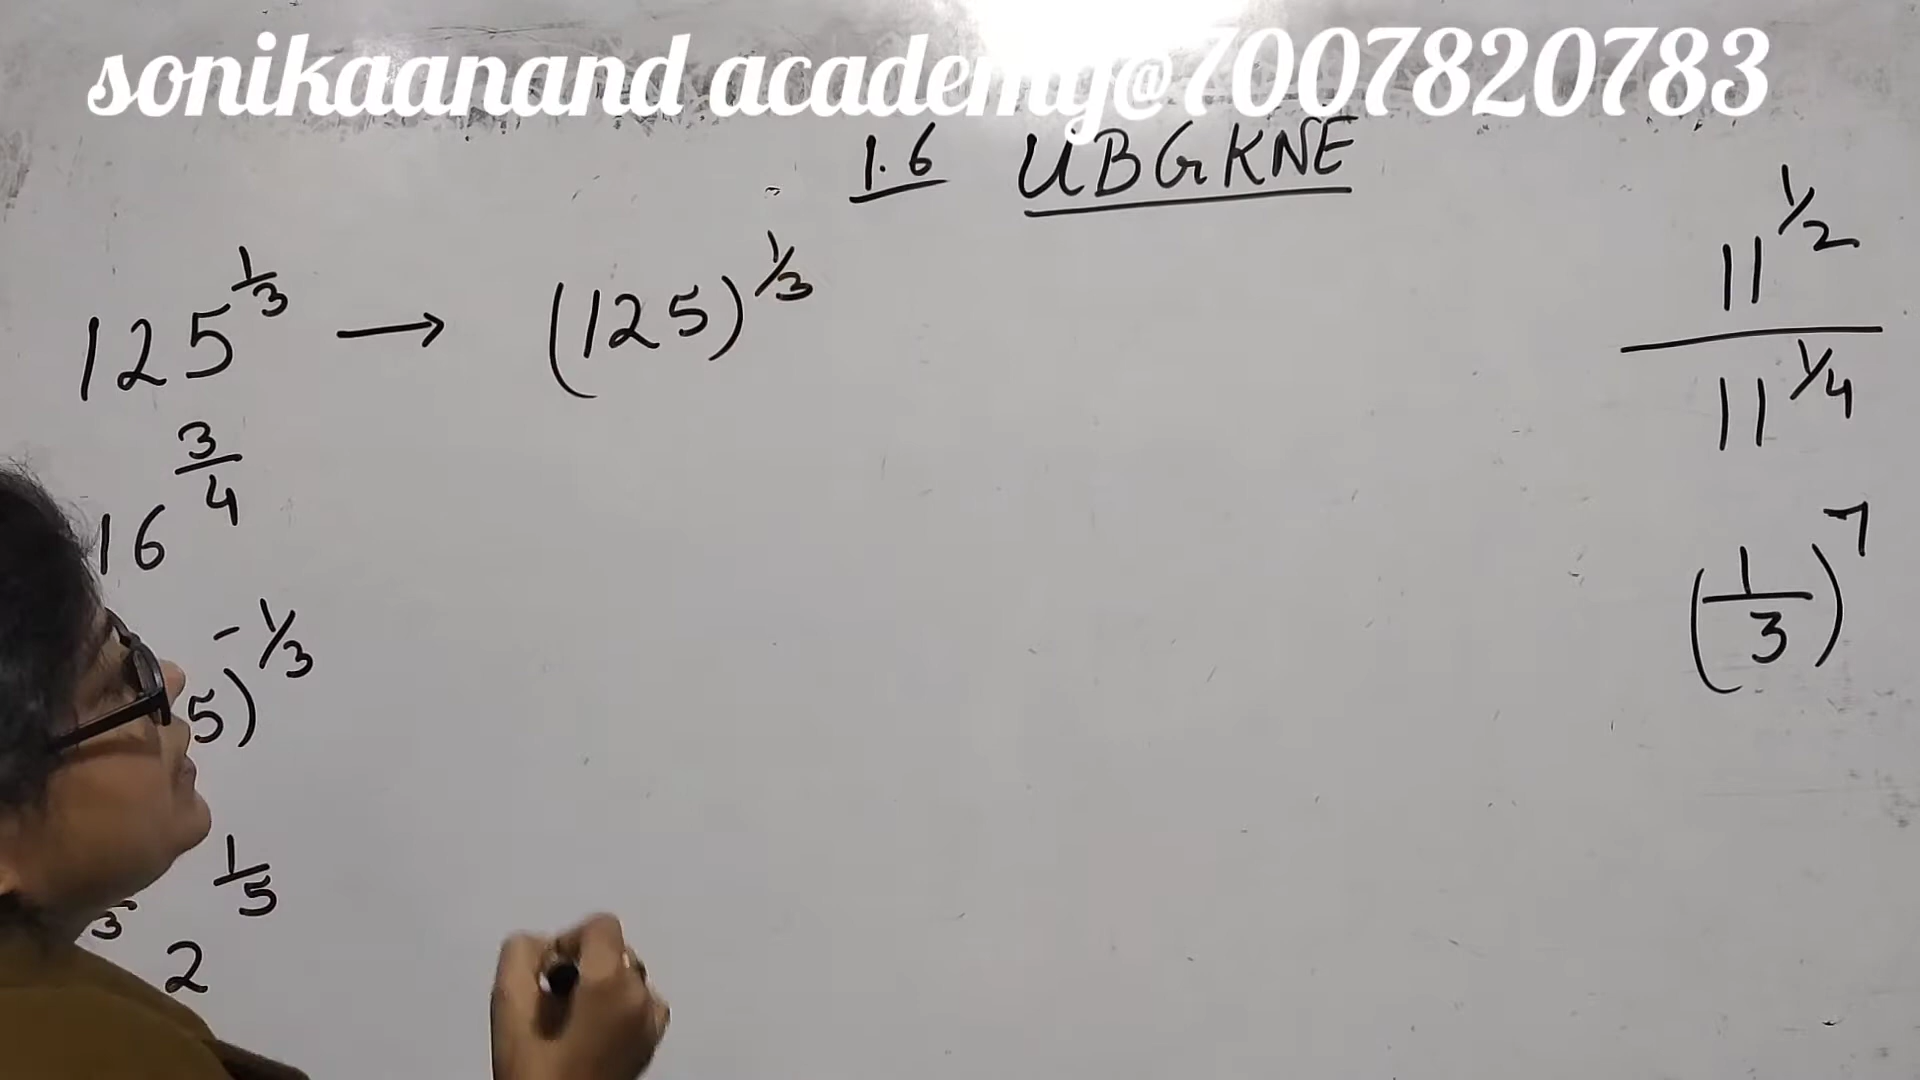 sonikaanand academy@7007820783
1.6 UBGKNE
125^{1/3} → (125)^{1/3}
16^{3/4}
5)^{-1/3}
2^{1/5}
11^{1/2} / 11^{1/4}
(1/3)^7